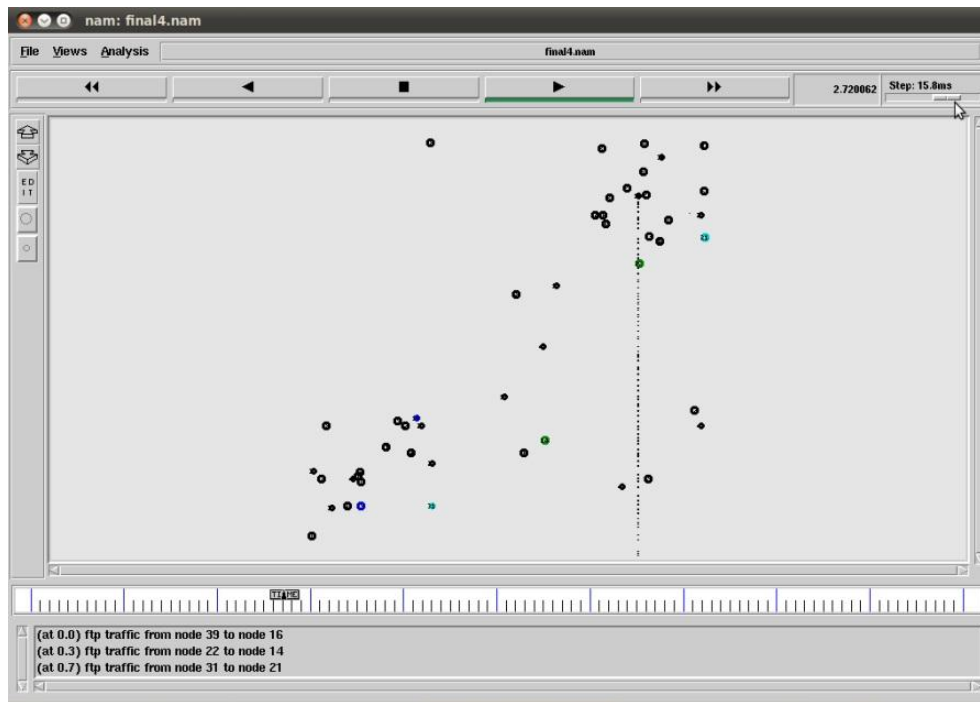 nam: final4.nam
File Views Analysis final4.nam
2.720062 Step: 15.8ms
E D
I T
TIME
(at 0.0) ftp traffic from node 39 to node 16
(at 0.3) ftp traffic from node 22 to node 14
(at 0.7) ftp traffic from node 31 to node 21